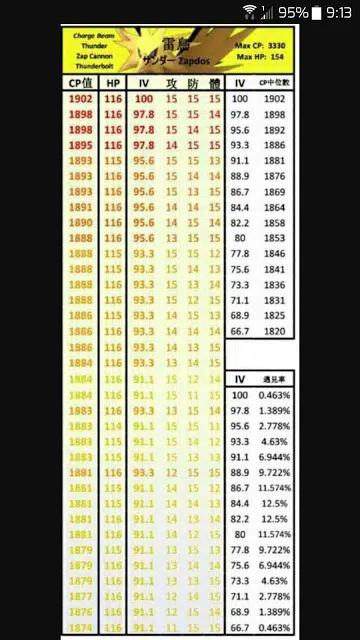 95% 9:13
Charge Beam
Thunder
Zap Cannon
Thunderbolt
雷鳥
サンダー Zapdos
Max CP: 3330
Max HP: 154
CP值 HP IV 攻 防 體 IV CP中位數
1902 116 100 15 15 15 100 1902
1898 116 97.8 15 15 14 97.8 1898
1898 116 97.8 15 14 15 95.6 1892
1895 116 97.8 14 15 15 93.3 1886
1893 115 95.6 15 15 13 91.1 1881
1893 116 95.6 15 14 14 88.9 1876
1893 116 95.6 15 13 15 86.7 1869
1891 116 95.6 14 15 14 84.4 1864
1890 116 95.6 14 14 15 82.2 1858
1888 116 95.6 13 15 15 80 1853
1888 115 93.3 15 15 12 77.8 1846
1888 115 93.3 15 14 13 75.6 1841
1888 116 93.3 15 13 14 73.3 1836
1888 116 93.3 15 12 15 71.1 1831
1886 115 93.3 14 15 13 68.9 1825
1886 116 93.3 14 14 14 66.7 1820
1886 116 93.3 14 13 15
1884 116 93.3 13 14 15 IV 遇見率
1884 116 91.1 15 12 14 100 0.463%
1884 116 91.1 15 11 15 97.8 1.389%
1883 116 93.3 13 15 14 95.6 2.778%
1883 114 91.1 15 15 11 93.3 4.63%
1883 115 91.1 15 14 12 91.1 6.944%
1883 115 91.1 15 13 13 88.9 9.722%
1881 116 93.3 12 15 15 86.7 11.574%
1881 115 91.1 14 15 12 84.4 12.5%
1881 115 91.1 14 14 13 82.2 12.5%
1881 116 91.1 14 13 14 80 11.574%
1881 116 91.1 14 12 15 77.8 9.722%
1879 115 91.1 13 15 13 75.6 6.944%
1879 116 91.1 13 14 14 73.3 4.63%
1879 116 91.1 13 13 15 71.1 2.778%
1877 116 91.1 12 14 15 68.9 1.389%
1876 116 91.1 12 15 14 66.7 0.463%
1874 116 91.1 11 15 15